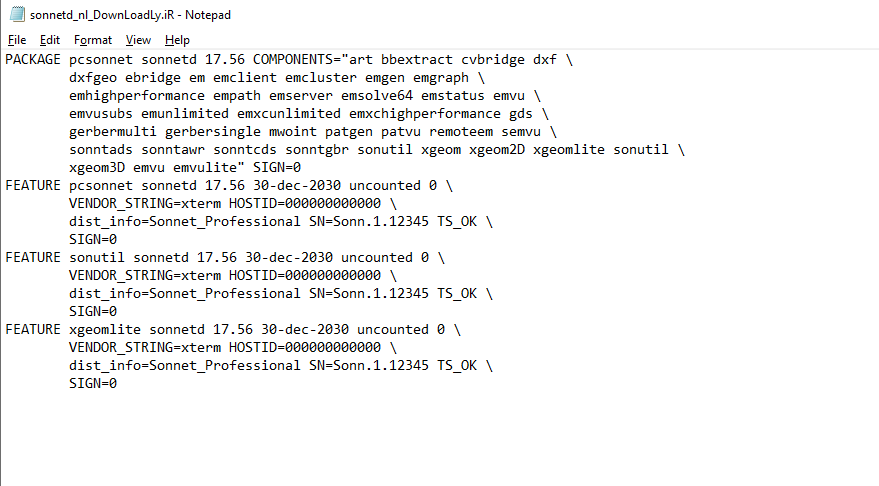 sonnetd_nl_DownLoadLy.iR - Notepad
File Edit Format View Help
PACKAGE pcsonnet sonnetd 17.56 COMPONENTS="art bbextract cvbridge dxf \
dxfgeo ebridge em emclient emcluster emgen emgraph \
emhighperformance empath emserver emsolve64 emstatus emvu \
emvusubs emunlimited emxcunlimited emxchighperformance gds \
gerbermulti gerbersingle mwoint patgen patvu remoteem semvu \
sonntads sonntawr sonntcds sonntgbr sonutil xgeom xgeom2D xgeomlite sonutil \
xgeom3D emvu emvulite" SIGN=0
FEATURE pcsonnet sonnetd 17.56 30-dec-2030 uncounted 0 \
VENDOR_STRING=xterm HOSTID=000000000000 \
dist_info=Sonnet_Professional SN=Sonn.1.12345 TS_OK \
SIGN=0
FEATURE sonutil sonnetd 17.56 30-dec-2030 uncounted 0 \
VENDOR_STRING=xterm HOSTID=000000000000 \
dist_info=Sonnet_Professional SN=Sonn.1.12345 TS_OK \
SIGN=0
FEATURE xgeomlite sonnetd 17.56 30-dec-2030 uncounted 0 \
VENDOR_STRING=xterm HOSTID=000000000000 \
dist_info=Sonnet_Professional SN=Sonn.1.12345 TS_OK \
SIGN=0